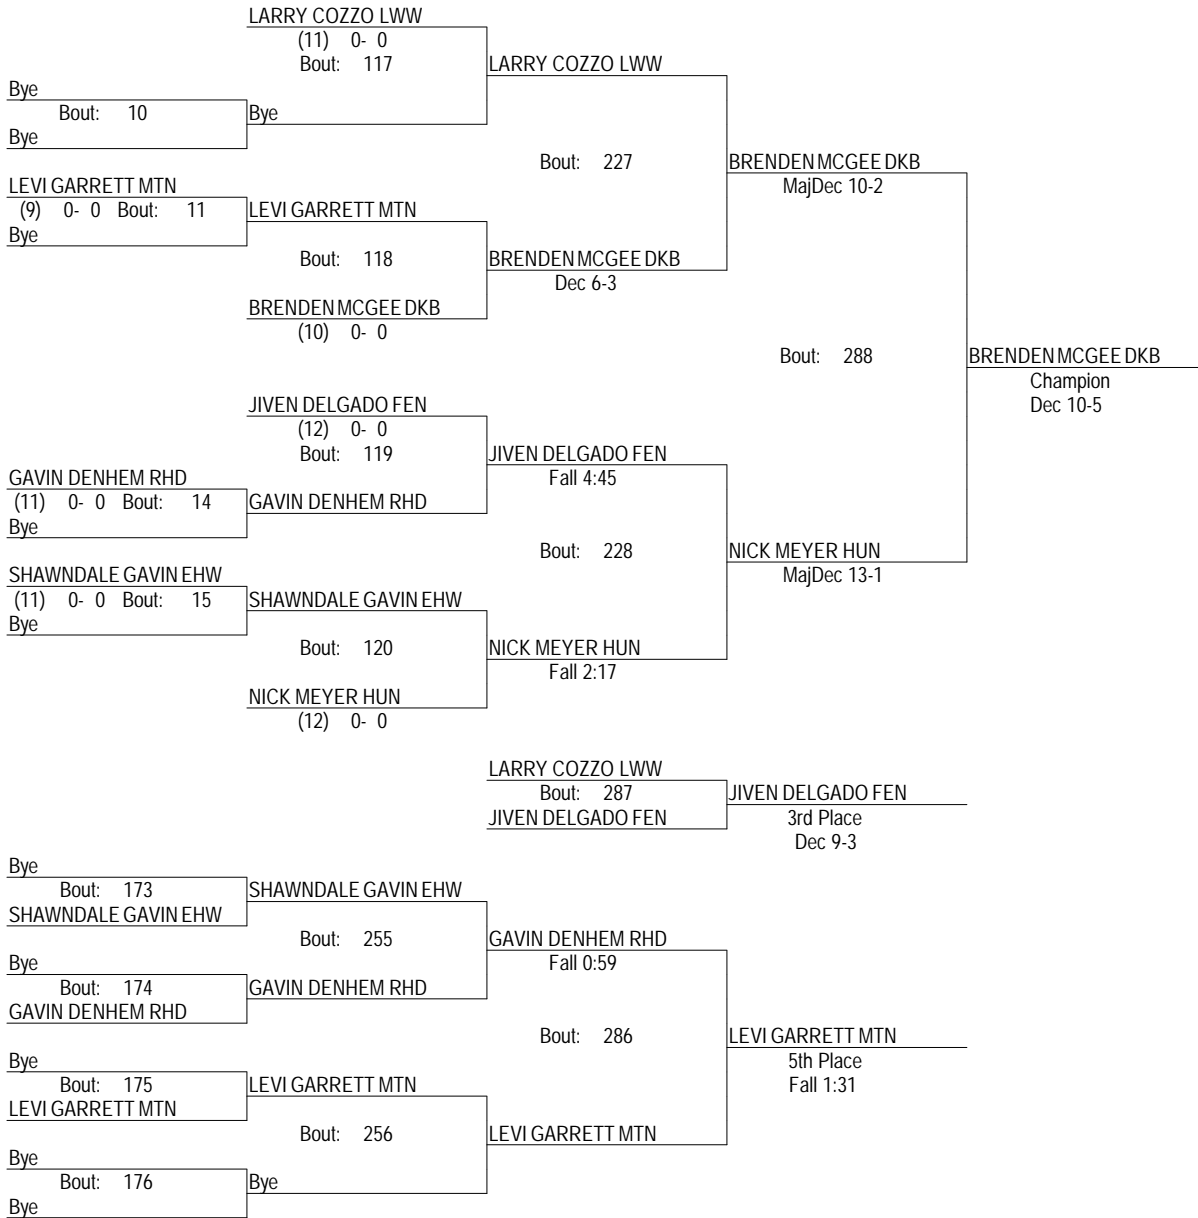 LARRY COZZO LWW
(11) 0- 0
Bout: 117
LARRY COZZO LWW
Bye
Bout: 10
Bye
Bye
Bout: 227
BRENDEN MCGEE DKB
MajDec 10-2
LEVI GARRETT MTN
(9) 0- 0 Bout: 11
LEVI GARRETT MTN
Bye
Bout: 118
BRENDEN MCGEE DKB
Dec 6-3
BRENDEN MCGEE DKB
(10) 0- 0
Bout: 288
BRENDEN MCGEE DKB
Champion
Dec 10-5
JIVEN DELGADO FEN
(12) 0- 0
Bout: 119
JIVEN DELGADO FEN
Fall 4:45
GAVIN DENHEM RHD
(11) 0- 0 Bout: 14
GAVIN DENHEM RHD
Bye
Bout: 228
NICK MEYER HUN
MajDec 13-1
SHAWNDALE GAVIN EHW
(11) 0- 0 Bout: 15
SHAWNDALE GAVIN EHW
Bye
Bout: 120
NICK MEYER HUN
Fall 2:17
NICK MEYER HUN
(12) 0- 0
LARRY COZZO LWW
Bout: 287
JIVEN DELGADO FEN
JIVEN DELGADO FEN
3rd Place
Dec 9-3
Bye
Bout: 173
SHAWNDALE GAVIN EHW
SHAWNDALE GAVIN EHW
Bout: 255
GAVIN DENHEM RHD
Fall 0:59
Bye
Bout: 174
GAVIN DENHEM RHD
GAVIN DENHEM RHD
Bout: 286
LEVI GARRETT MTN
5th Place
Fall 1:31
Bye
Bout: 175
LEVI GARRETT MTN
LEVI GARRETT MTN
Bout: 256
LEVI GARRETT MTN
Bye
Bout: 176
Bye
Bye